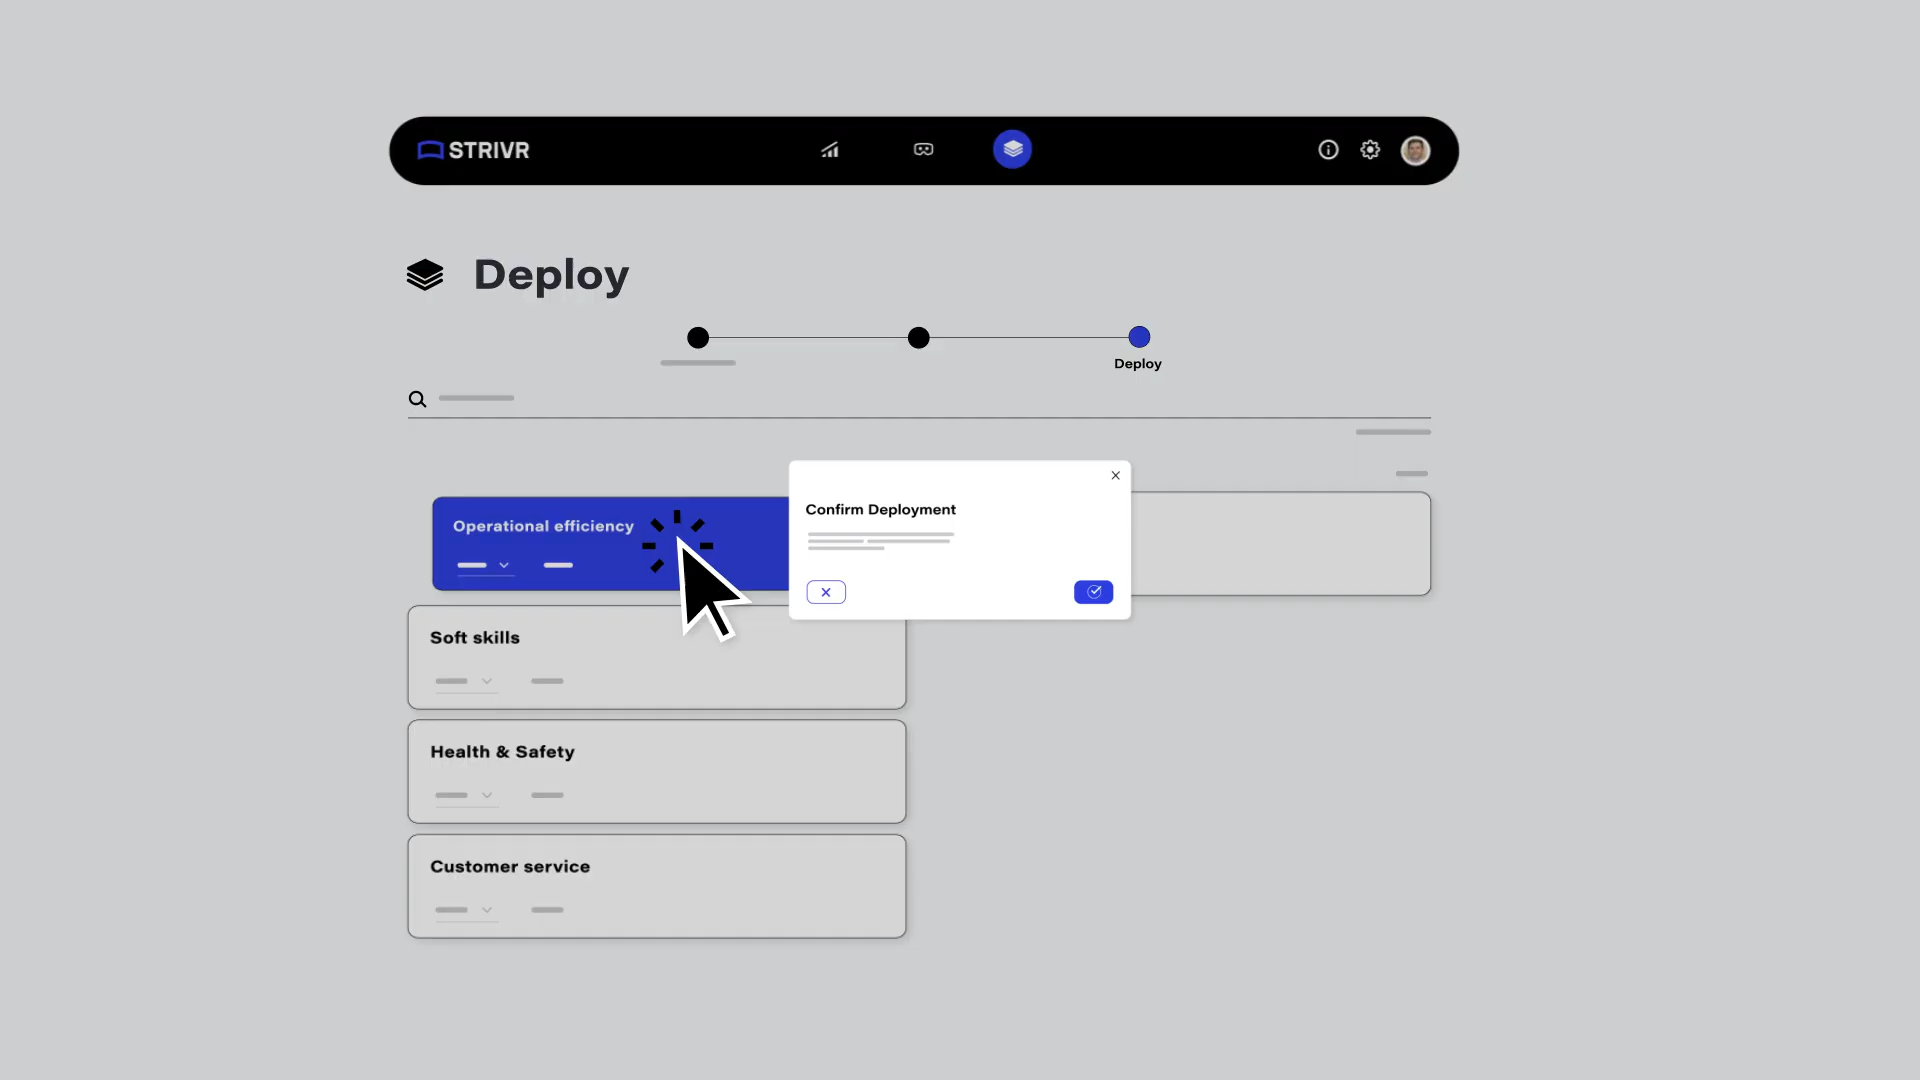 STRIVR
Deploy
Deploy
Confirm Deployment
Operational efficiency
Soft skills
Health & Safety
Customer service